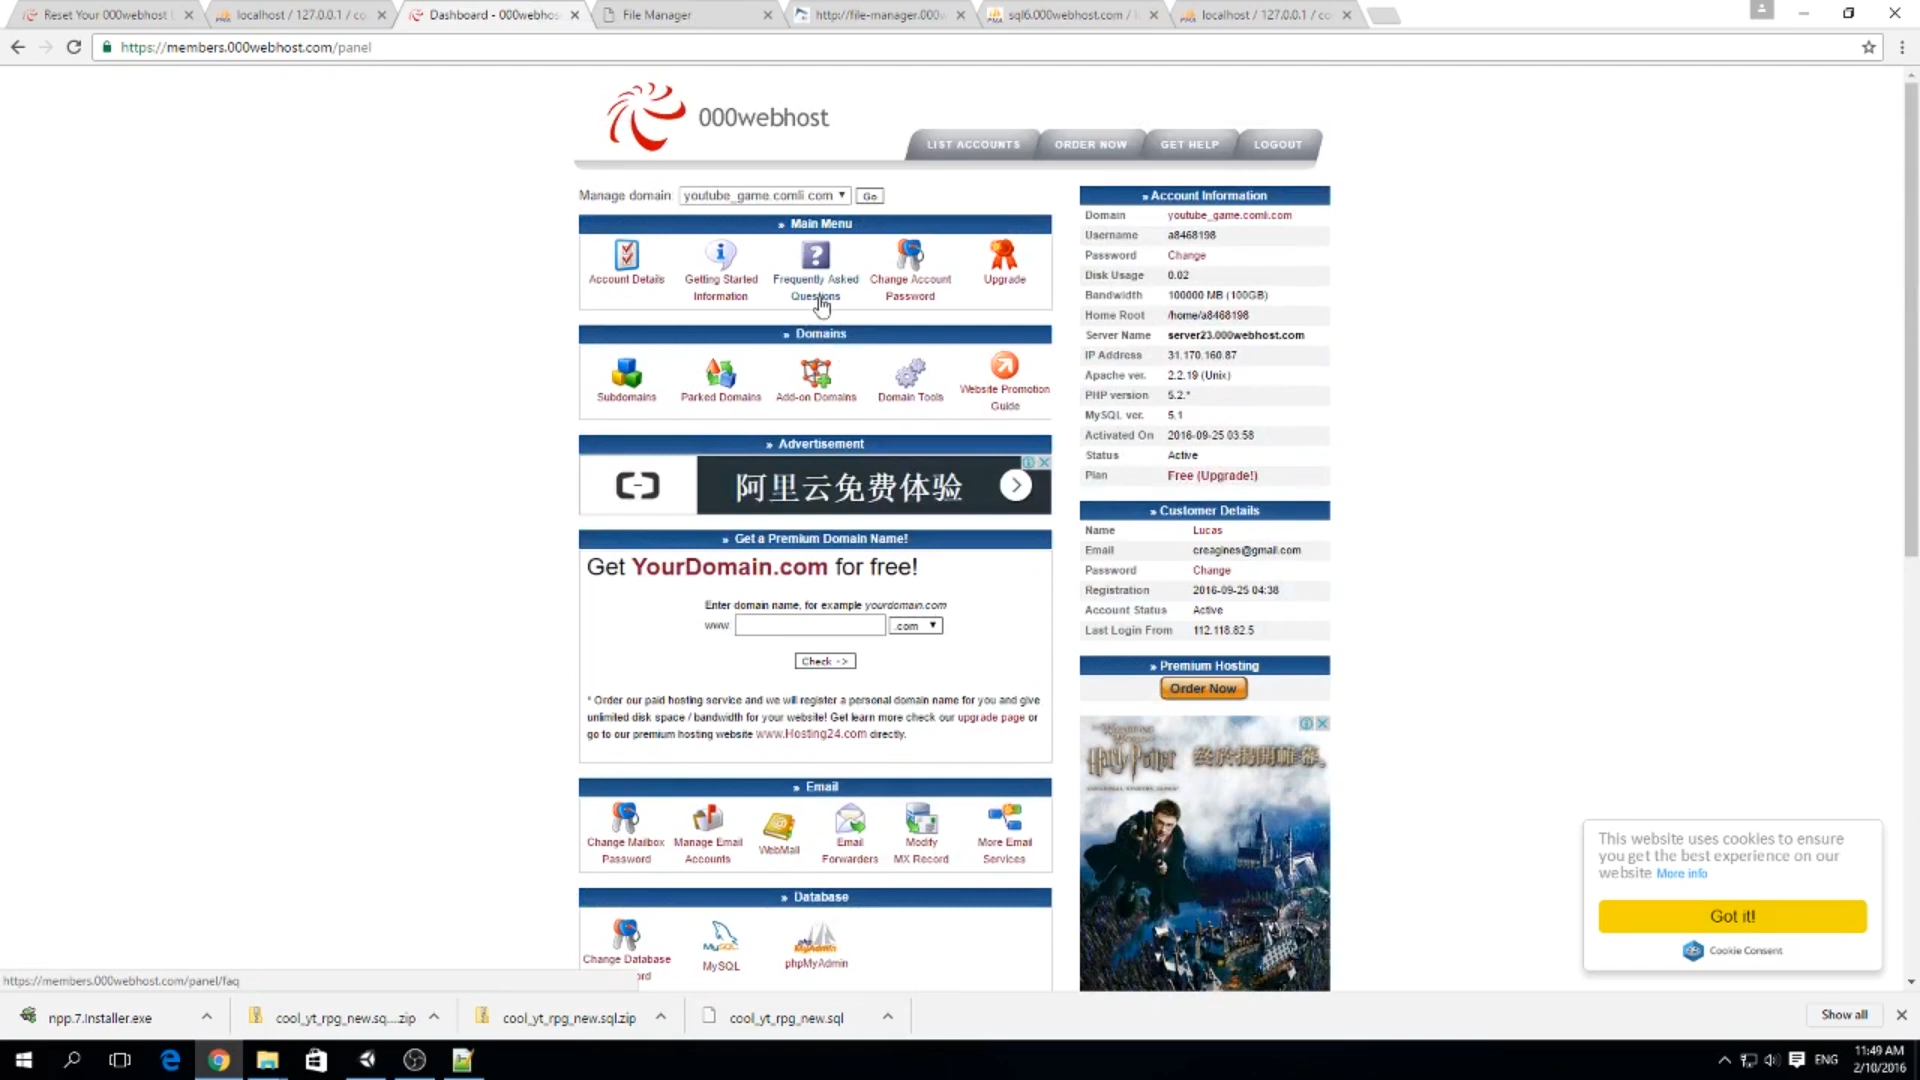 Reset Your 000webhost
localhost / 127.0.0.1 / co
Dashboard - 000webhos
File Manager
http://file-manager.000
sql6.000webhost.com /
localhost / 127.0.0.1 / co
https://members.000webhost.com/panel
000webhost
LIST ACCOUNTS
ORDER NOW
GET HELP
LOGOUT
Manage domain: youtube_game.comli.com Go
» Main Menu
Account Details
Getting Started Information
Frequently Asked Questions
Change Account Password
Upgrade
» Domains
Subdomains
Parked Domains
Add-on Domains
Domain Tools
Website Promotion Guide
» Advertisement
阿里云免费体验
» Get a Premium Domain Name!
Get YourDomain.com for free!
Enter domain name, for example yourdomain.com
www. .com
Check ->
* Order our paid hosting service and we will register a personal domain name for you and give
unlimited disk space / bandwidth for your website! Get learn more check our upgrade page or
go to our premium hosting website www.Hosting24.com directly.
» Email
Change Mailbox Password
Manage Email Accounts
WebMail
Email Forwarders
Modify MX Record
More Email Services
» Database
Change Database
ord
MySQL
MySQL
php MyAdmin
phpMyAdmin
» Account Information
Domain youtube_game.comli.com
Username a8468198
Password Change
Disk Usage 0.02
Bandwidth 100000 MB (100GB)
Home Root /home/a8468198
Server Name server23.000webhost.com
IP Address 31.170.160.87
Apache ver. 2.2.19 (Unix)
PHP version 5.2.*
MySQL ver. 5.1
Activated On 2016-09-25 03:58
Status Active
Plan Free (Upgrade!)
» Customer Details
Name Lucas
Email creagines@gmail.com
Password Change
Registration 2016-09-25 04:38
Account Status Active
Last Login From 112.118.82.5
» Premium Hosting
Order Now
Harry Potter
This website uses cookies to ensure
you get the best experience on our
website More info
Got it!
Cookie Consent
https://members.000webhost.com/panel/faq
npp.7.Installer.exe
cool_yt_rpg_new.sq....zip
cool_yt_rpg_new.sql.zip
cool_yt_rpg_new.sql
Show all
ENG
11:49 AM
2/10/2016